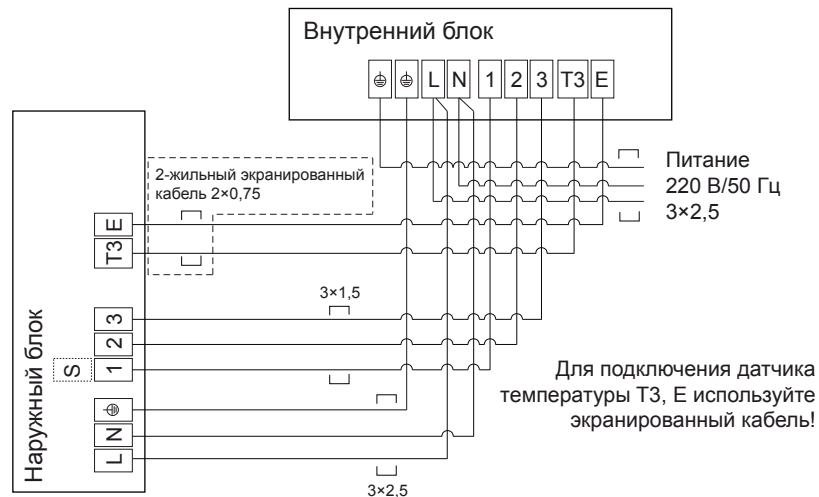 Внутренний блок
L N 1 2 3 T3 E
2-жильный экранированный
кабель 2×0,75
Питание
220 В/50 Гц
3×2,5
Наружный блок
E
T3
3
2
1
S
N
L
3×1,5
3×2,5
Для подключения датчика
температуры Т3, Е используйте
экранированный кабель!